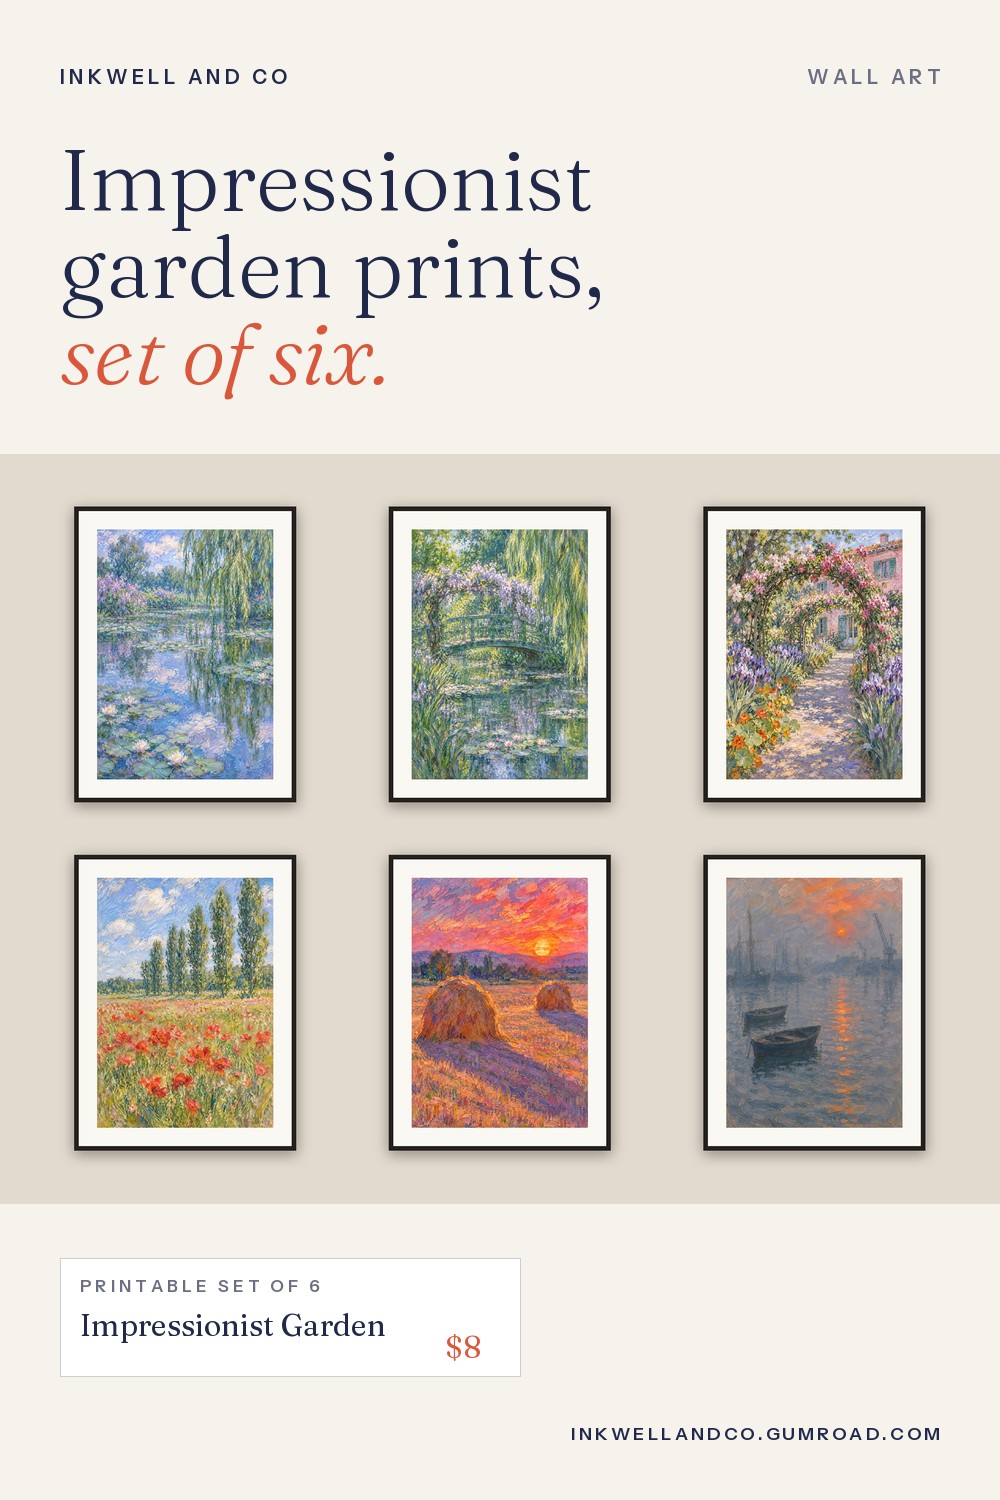 INKWELL AND CO
WALL ART
Impressionist
garden prints,
set of six.
PRINTABLE SET OF 6
Impressionist Garden
$8
INKWELLANDCO.GUMROAD.COM